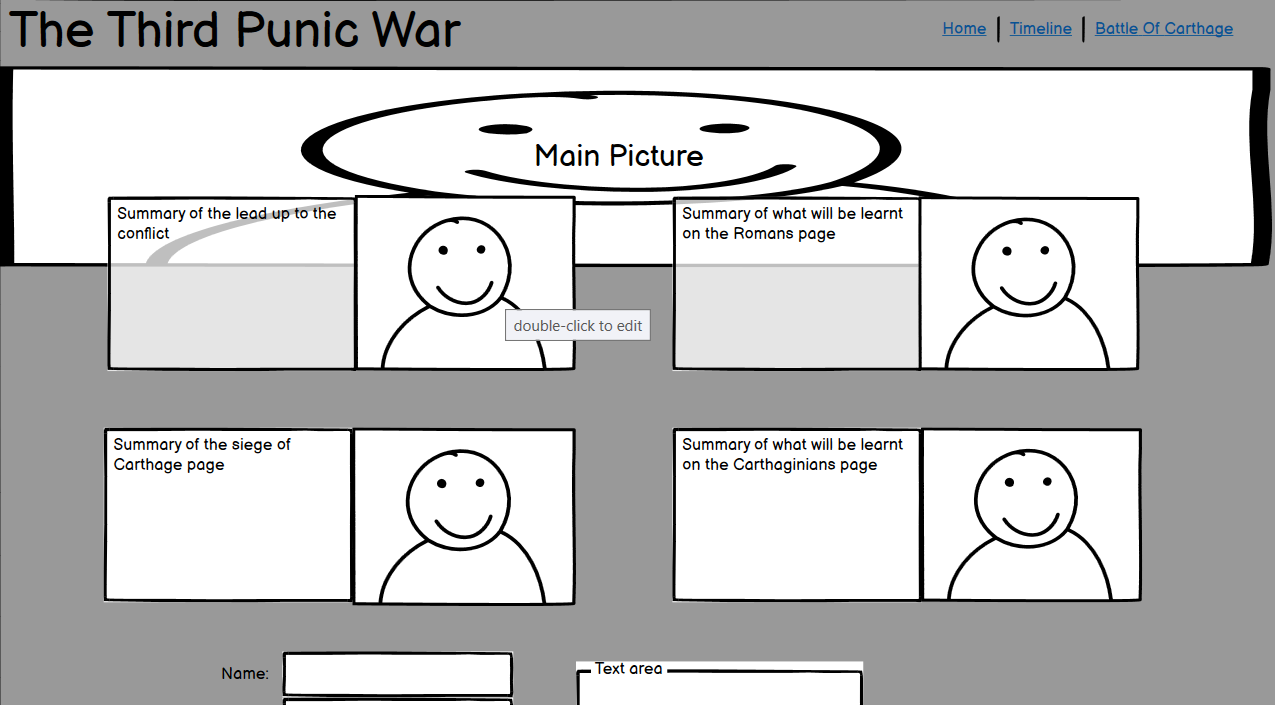 The Third Punic War
Home | Timeline | Battle Of Carthage
Main Picture
Summary of the lead up to the
conflict
Summary of what will be learnt
on the Romans page
double-click to edit
Summary of the siege of
Carthage page
Summary of what will be learnt
on the Carthaginians page
Name:
Text area